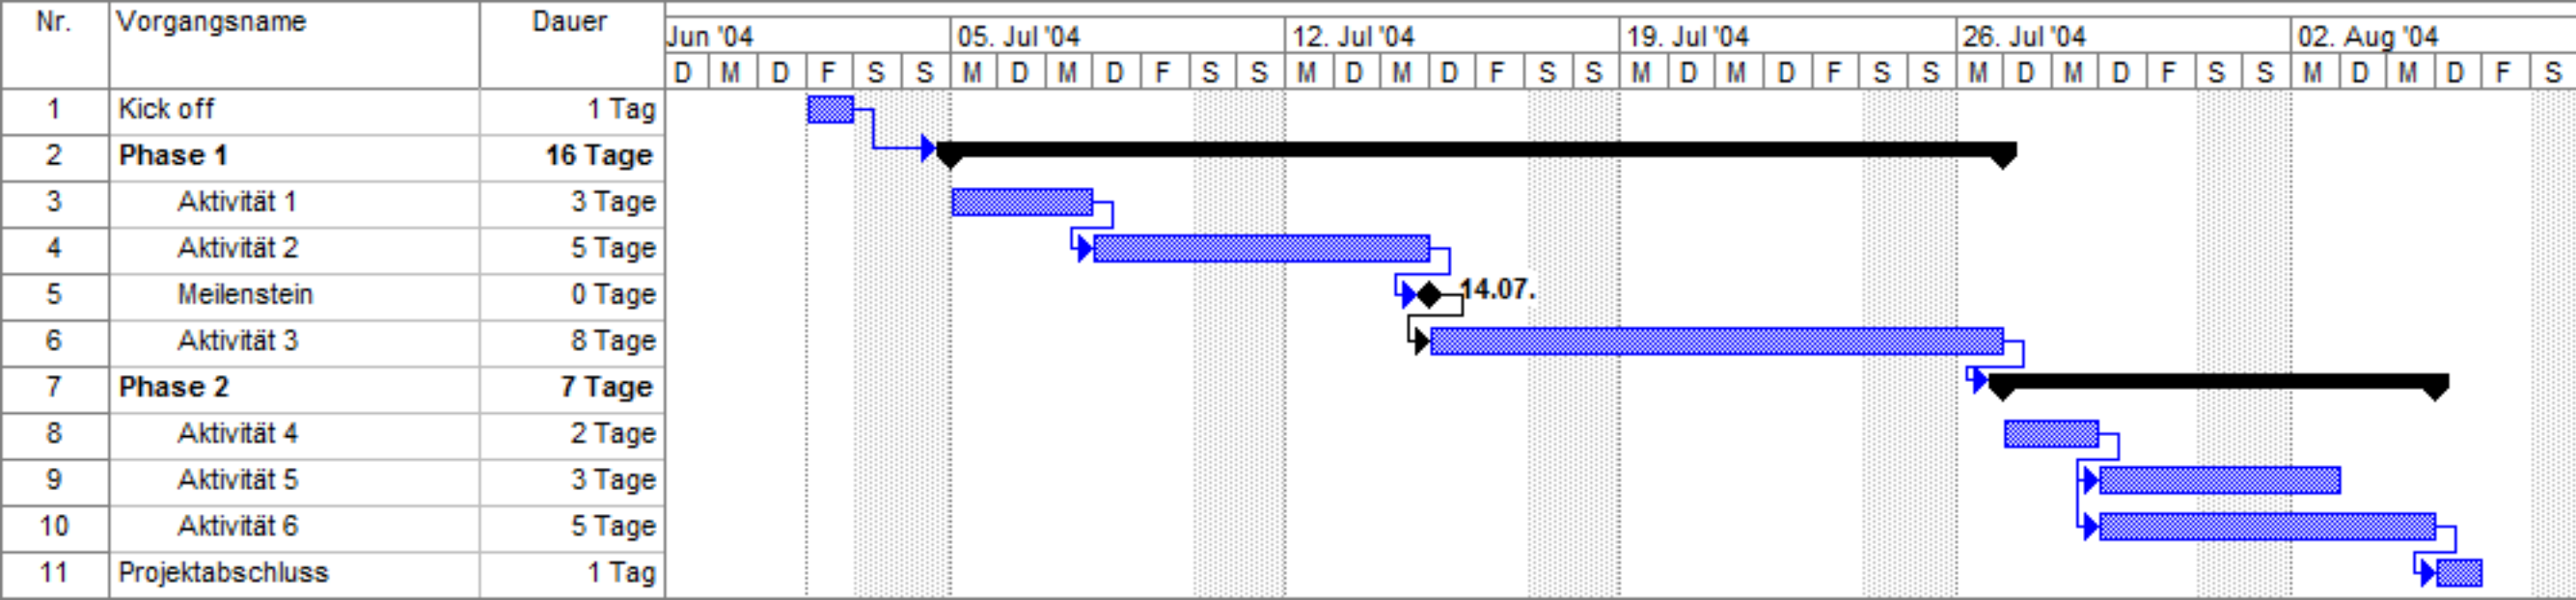 Nr. Vorgangsname Dauer Jun '04 05. Jul '04 12. Jul '04 19. Jul '04 26. Jul '04 02. Aug '04
D M D F S S M D M D F S S M D M D F S S M D M D F S S M D M D F S S M D M D F S
1 Kick off 1 Tag
2 Phase 1 16 Tage
3 Aktivität 1 3 Tage
4 Aktivität 2 5 Tage
5 Meilenstein 0 Tage 14.07.
6 Aktivität 3 8 Tage
7 Phase 2 7 Tage
8 Aktivität 4 2 Tage
9 Aktivität 5 3 Tage
10 Aktivität 6 5 Tage
11 Projektabschluss 1 Tag